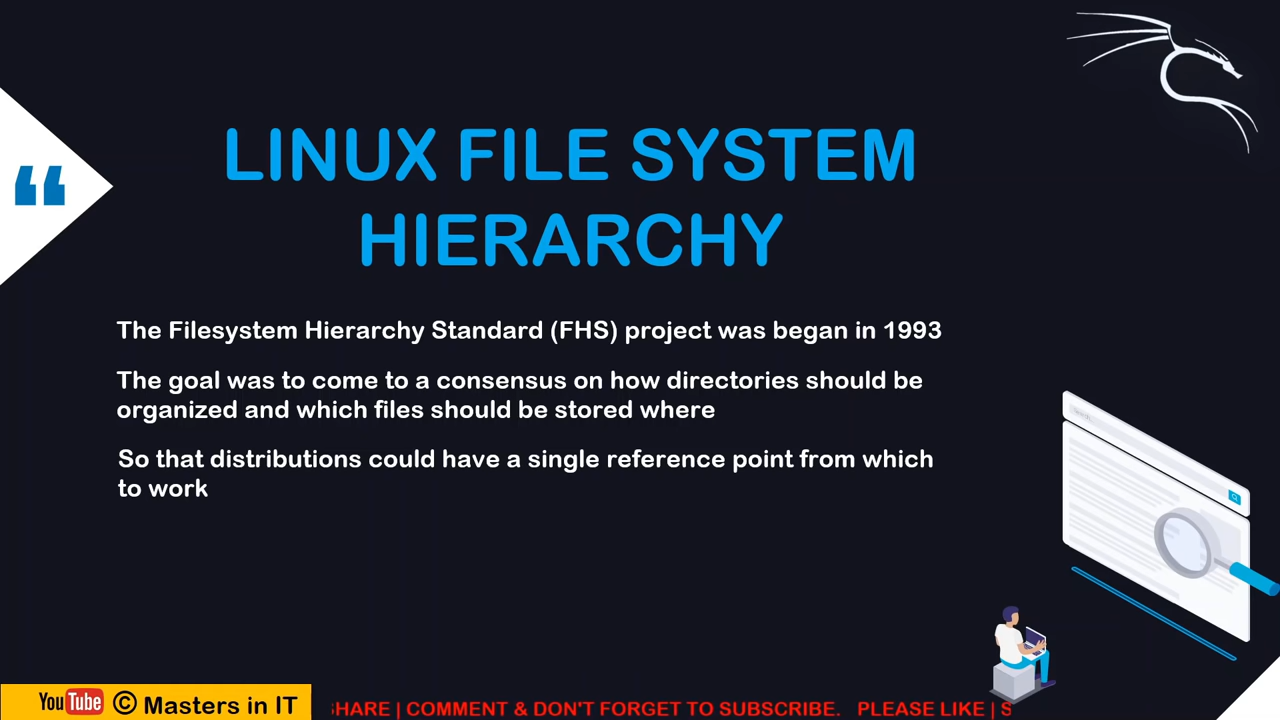 “
LINUX FILE SYSTEM
HIERARCHY
The Filesystem Hierarchy Standard (FHS) project was began in 1993
The goal was to come to a consensus on how directories should be
organized and which files should be stored where
So that distributions could have a single reference point from which
to work
YouTube © Masters in IT
HARE | COMMENT & DON'T FORGET TO SUBSCRIBE. PLEASE LIKE | S